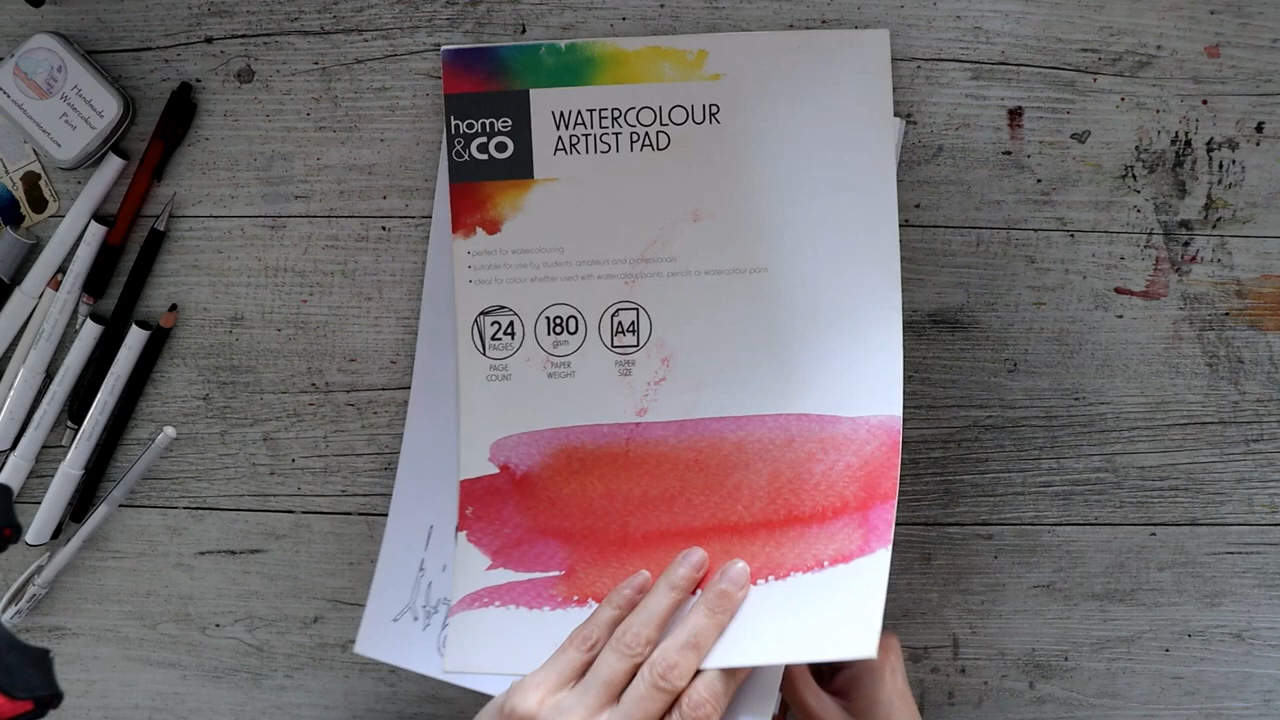 Handmade
Watercolour
Paint
home
&CO
WATERCOLOUR
ARTIST PAD
• perfect for watercolouring
• suitable for use by students, amateurs and professionals
• ideal for colour whether used with watercolour paints, pencils or watercolour pans
24
PAGES
180
gsm
A4
PAGE
COUNT
PAPER
WEIGHT
PAPER
SIZE